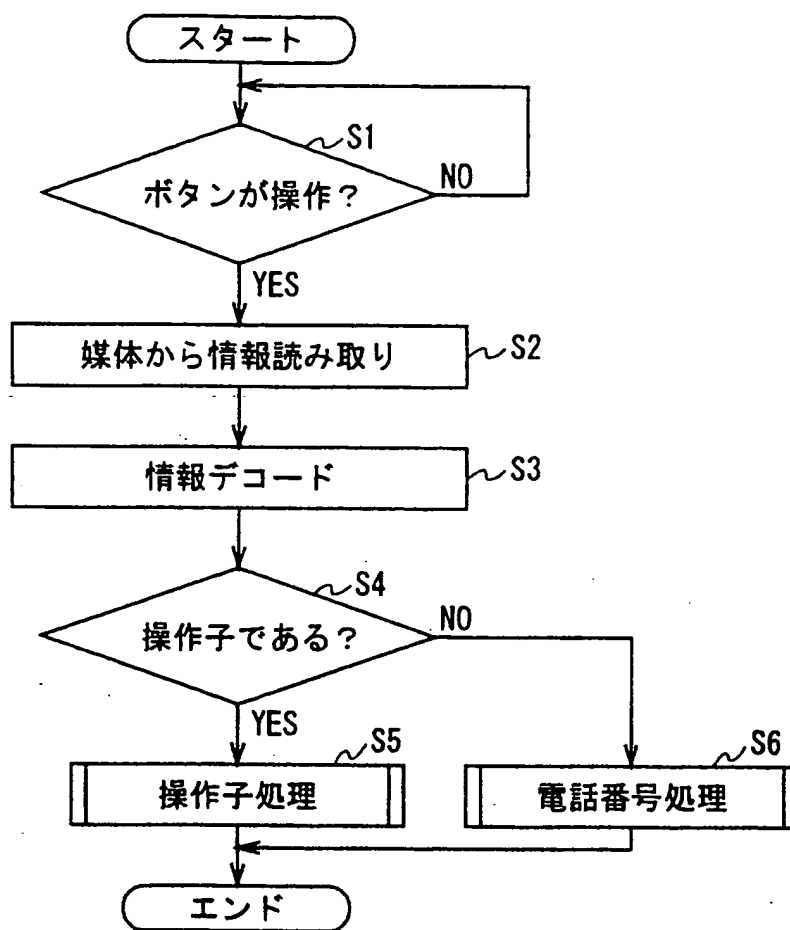 スタート
S1
ボタンが操作?
NO
YES
媒体から情報読み取り
S2
情報デコード
S3
S4
操作子である?
NO
YES
S5
操作子処理
S6
電話番号処理
エンド